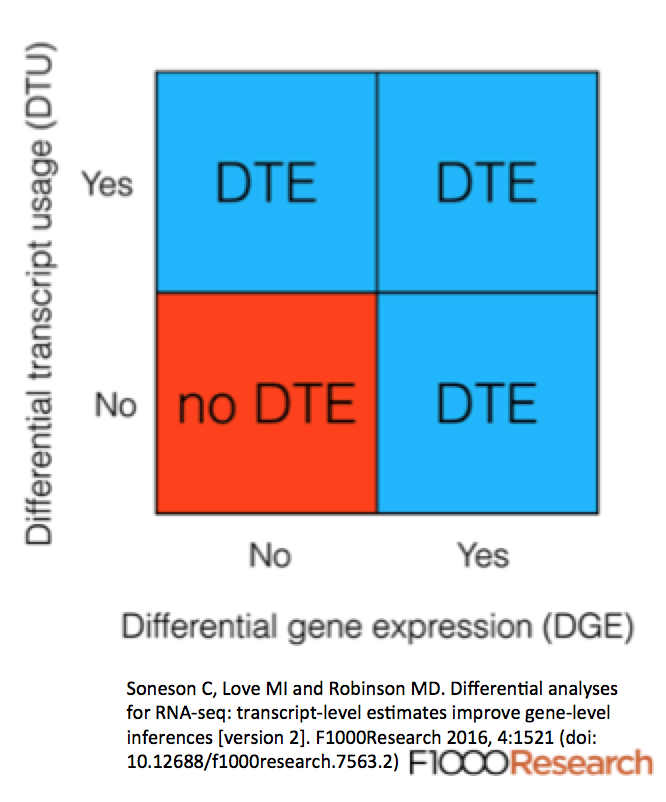 Differential transcript usage (DTU)
Yes
DTE
DTE
No
no DTE
DTE
No
Yes
Differential gene expression (DGE)
Soneson C, Love MI and Robinson MD. Differential analyses
for RNA-seq: transcript-level estimates improve gene-level
inferences [version 2]. F1000Research 2016, 4:1521 (doi:
10.12688/f1000research.7563.2)
F1000Research